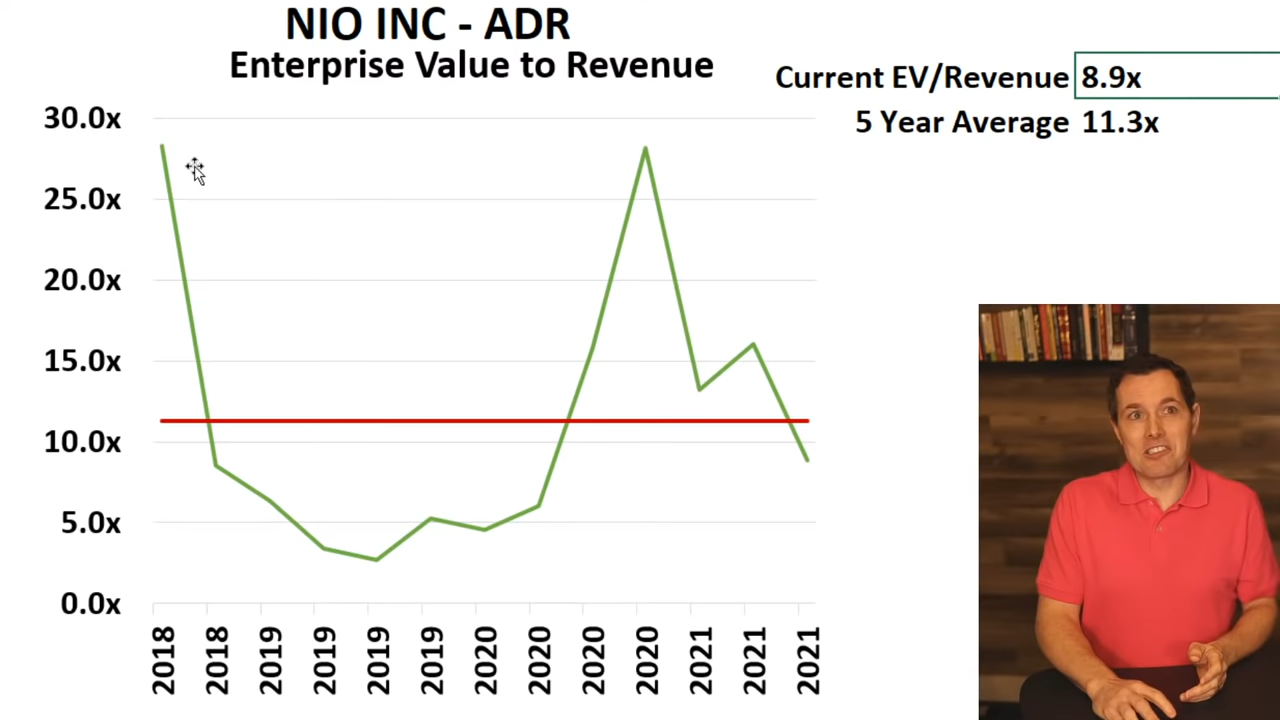 NIO INC - ADR
Enterprise Value to Revenue
Current EV/Revenue 8.9x
5 Year Average 11.3x
30.0x
25.0x
20.0x
15.0x
10.0x
5.0x
0.0x
2018
2018
2019
2019
2019
2019
2020
2020
2020
2020
2021
2021
2021